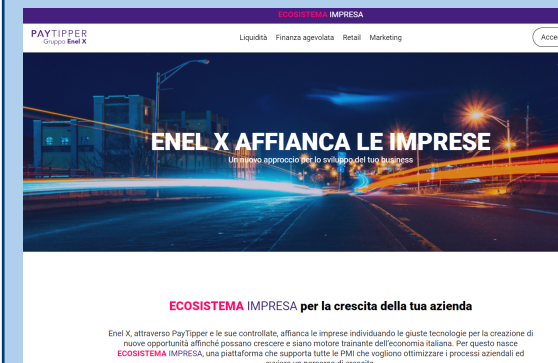 ECOSISTEMA IMPRESA
PAYTIPPER
Gruppo Enel X
Liquidità Finanza agevolata Retail Marketing
ENEL X AFFIANCA LE IMPRESE
Un nuovo approccio per lo sviluppo del tuo business
ECOSISTEMA IMPRESA per la crescita della tua azienda
Enel X, attraverso PayTipper e le sue controllate, affianca le imprese individuando le giuste tecnologie per la creazione di
nuove opportunità affinché possano crescere e siano motore trainante dell'economia italiana. Per questo nasce
ECOSISTEMA IMPRESA, una piattaforma che supporta tutte le PMI che vogliono ottimizzare i processi aziendali ed